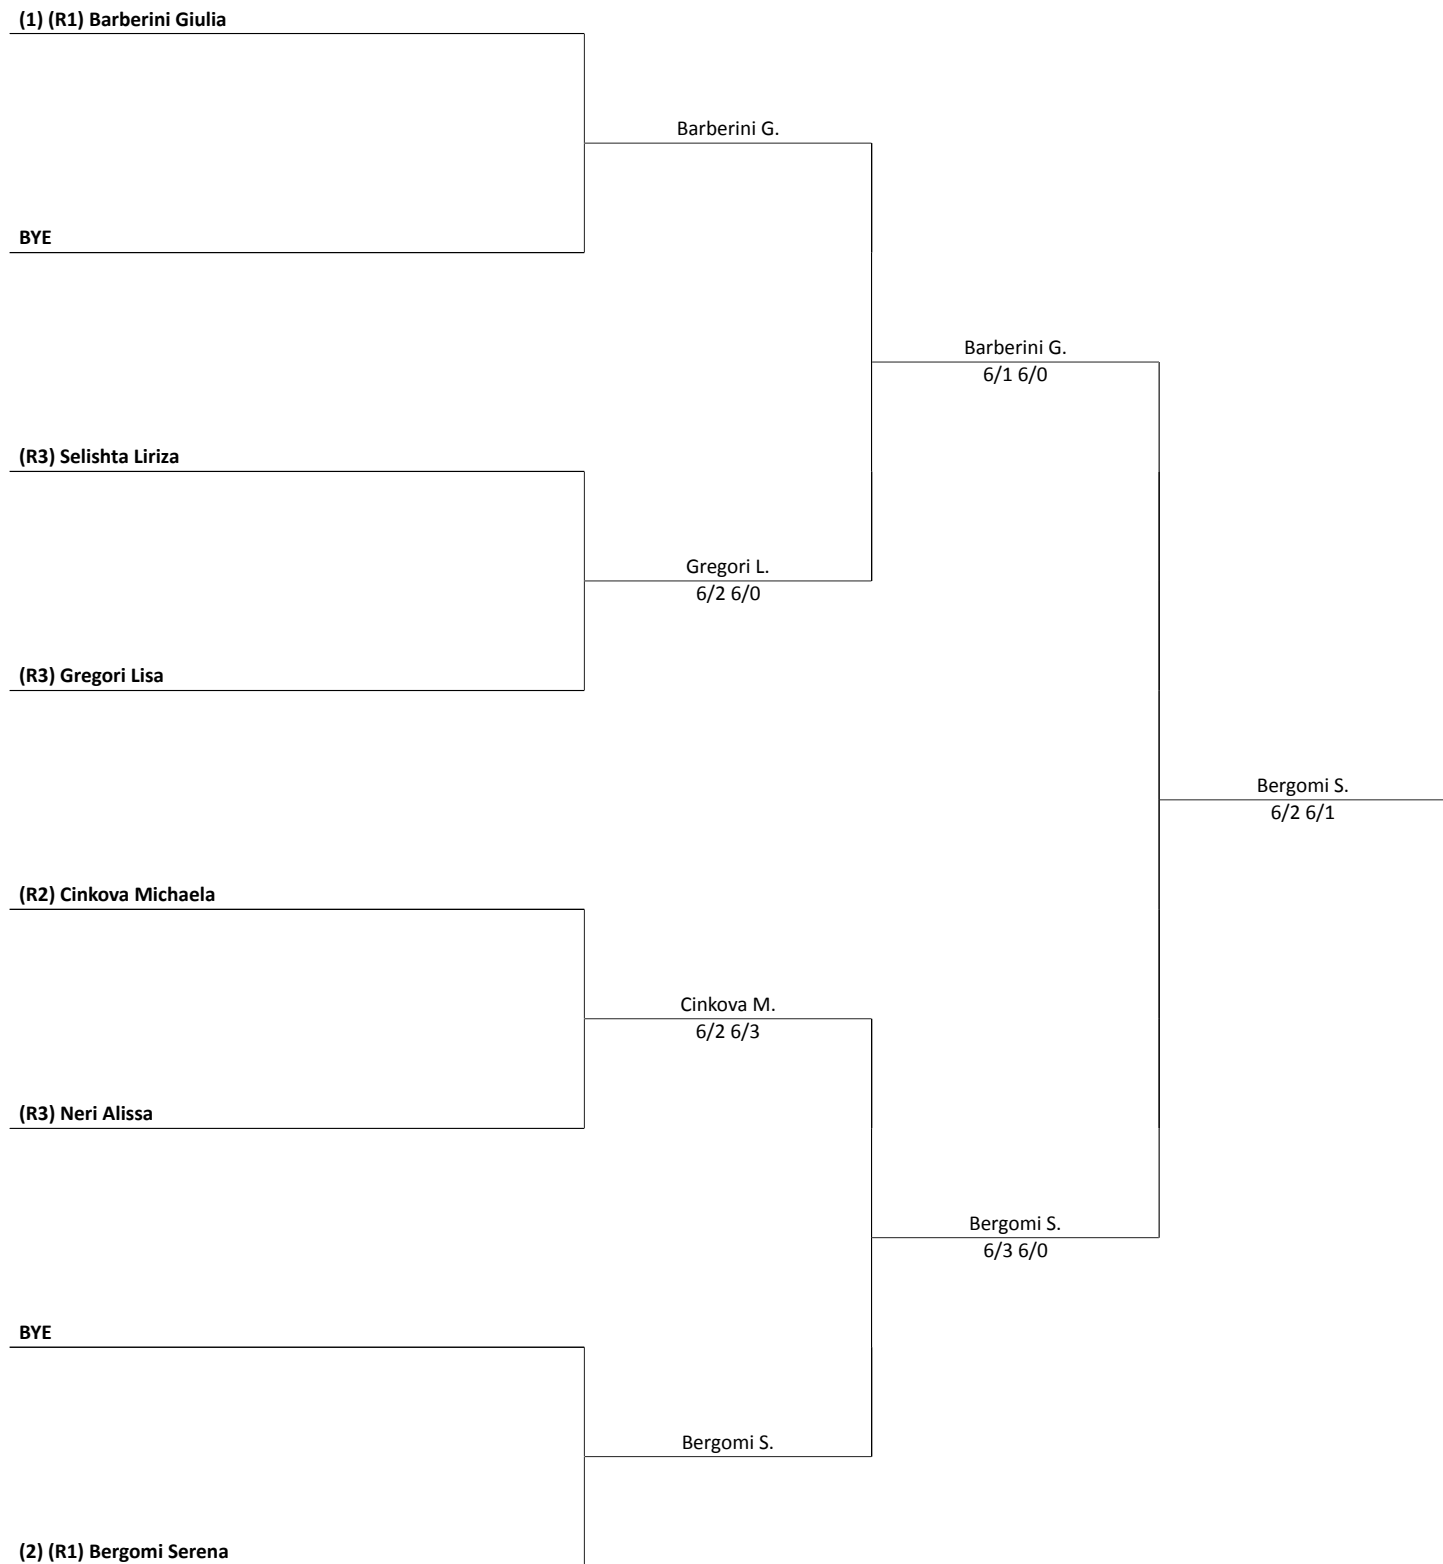 (1) (R1) Barberini Giulia
Barberini G.
BYE
Barberini G.
6/1 6/0
(R3) Selishta Liriza
Gregori L.
6/2 6/0
(R3) Gregori Lisa
Bergomi S.
6/2 6/1
(R2) Cinkova Michaela
Cinkova M.
6/2 6/3
(R3) Neri Alissa
Bergomi S.
6/3 6/0
BYE
Bergomi S.
(2) (R1) Bergomi Serena